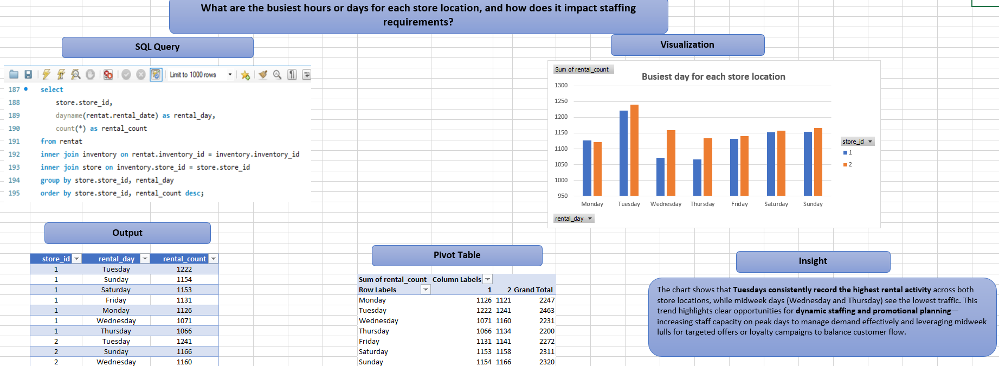 What are the busiest hours or days for each store location, and how does it impact staffing
requirements?
SQL Query
Limit to 1000 rows
187 select
188 store.store_id,
189 dayname(rentat.rental_date) as rental_day,
190 count(*) as rental_count
191 from rentat
192 inner join inventory on rentat.inventory_id = inventory.inventory_id
193 inner join store on inventory.store_id = store.store_id
194 group by store.store_id, rental_day
195 order by store.store_id, rental_count desc;
Visualization
Sum of rental_count
Busiest day for each store location
1300
1250
1200
1150
1100
1050
1000
950
Monday Tuesday Wednesday Thursday Friday Saturday Sunday
store_id
1
2
rental_day
Output
store_id rental_day rental_count
1 Tuesday 1222
1 Sunday 1154
1 Saturday 1153
1 Friday 1131
1 Monday 1126
1 Wednesday 1071
1 Thursday 1066
2 Tuesday 1241
2 Sunday 1166
2 Wednesday 1160
Pivot Table
Sum of rental_count Column Labels
Row Labels 1 2 Grand Total
Monday 1126 1121 2247
Tuesday 1222 1241 2463
Wednesday 1071 1160 2231
Thursday 1066 1134 2200
Friday 1131 1141 2272
Saturday 1153 1158 2311
Sunday 1154 1166 2320
Insight
The chart shows that Tuesdays consistently record the highest rental activity across both
store locations, while midweek days (Wednesday and Thursday) see the lowest traffic. This
trend highlights clear opportunities for dynamic staffing and promotional planning—
increasing staff capacity on peak days to manage demand effectively and leveraging midweek
lulls for targeted offers or loyalty campaigns to balance customer flow.